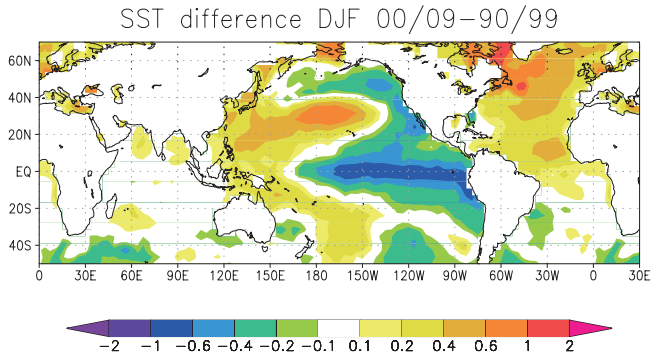 SST difference DJF 00/09-90/99
60N
40N
20N
EQ
20S
40S
0 30E 60E 90E 120E 150E 180 150W 120W 90W 60W 30W 0 30E
-2 -1 -0.6 -0.4 -0.2 -0.1 0.1 0.2 0.4 0.6 1 2